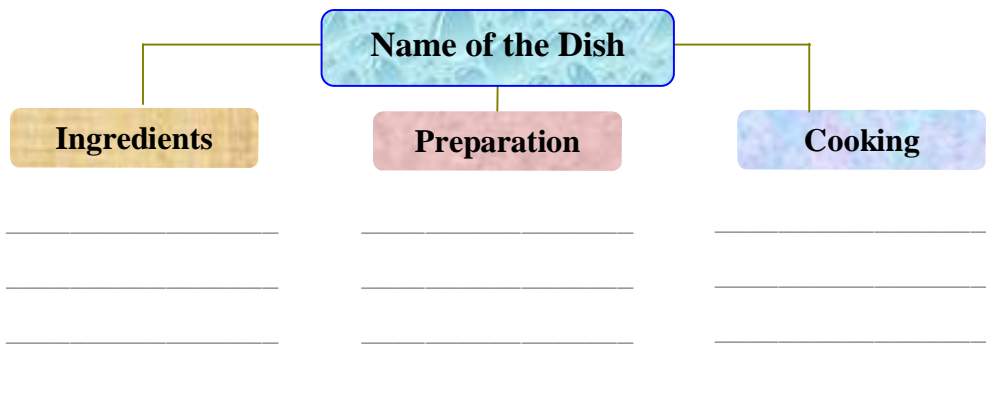 Name of the Dish
Ingredients
Preparation
Cooking